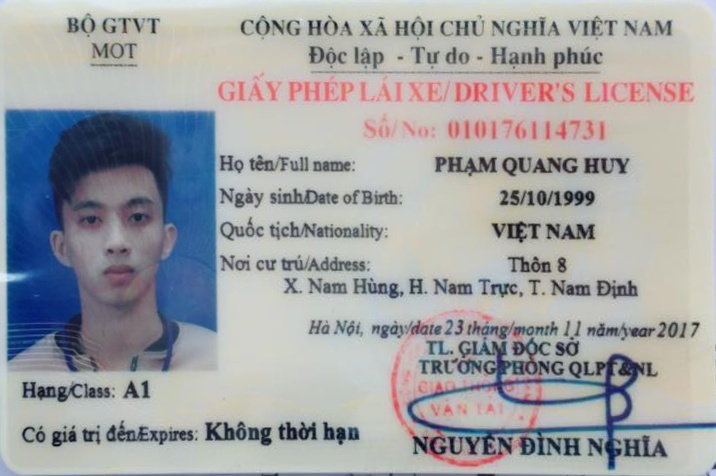 BỘ GTVT
MOT
CỘNG HÒA XÃ HỘI CHỦ NGHĨA VIỆT NAM
Độc lập - Tự do - Hạnh phúc
GIẤY PHÉP LÁI XE/DRIVER'S LICENSE
Số/No: 010176114731
Họ tên/Full name: PHẠM QUANG HUY
Ngày sinh/Date of Birth: 25/10/1999
Quốc tịch/Nationality: VIỆT NAM
Nơi cư trú/Address: Thôn 8
X. Nam Hùng, H. Nam Trực, T. Nam Định
Hà Nội, ngày/date 23 tháng/month 11 năm/year 2017
TL. GIÁM ĐỐC SỞ
TRƯỞNG PHÒNG QLPT&NL
GIAO THÔNG
VẬN TẢI
Hạng/Class: A1
Có giá trị đến/Expires: Không thời hạn
NGUYỄN ĐÌNH NGHĨA